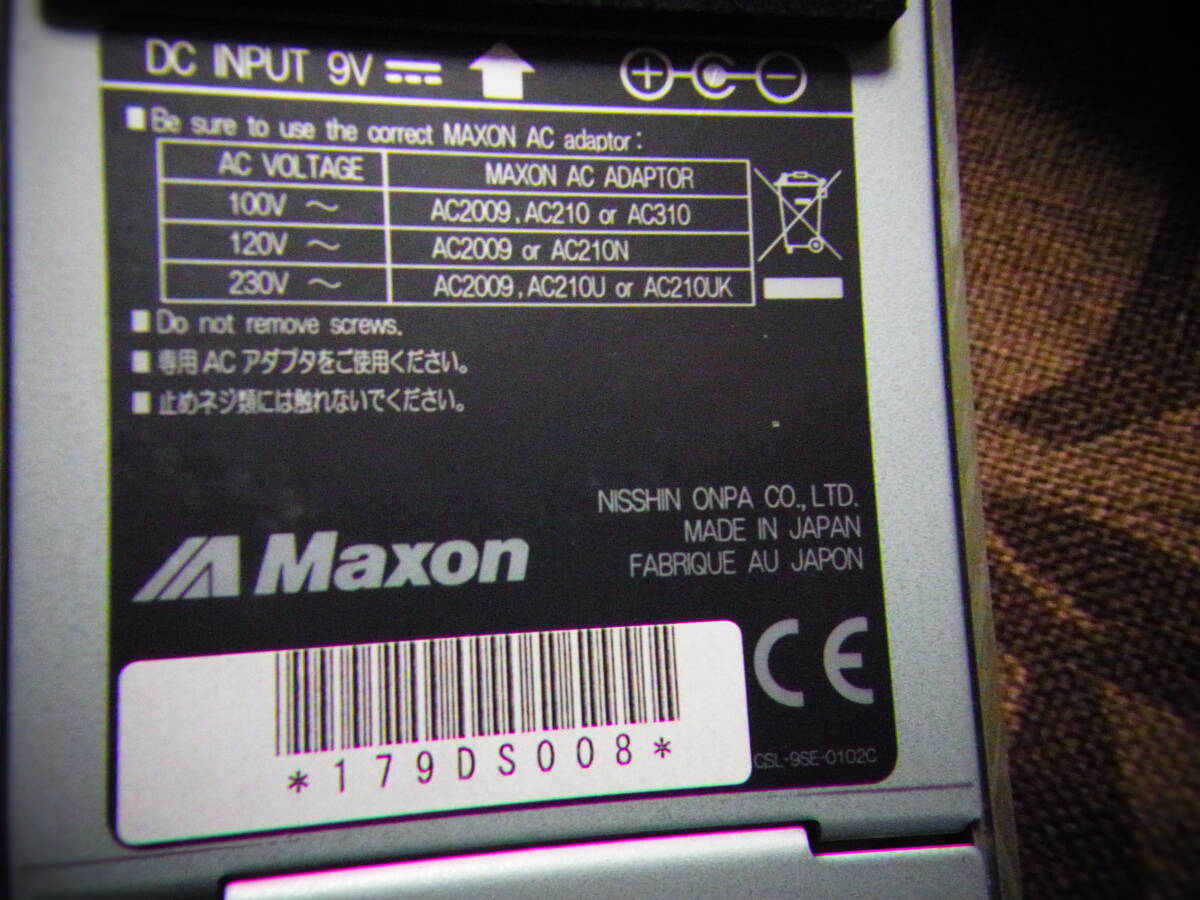 DC INPUT 9V
■ Be sure to use the correct MAXON AC adaptor:
AC VOLTAGE MAXON AC ADAPTOR
100V ～ AC2009, AC210 or AC310
120V ～ AC2009 or AC210N
230V ～ AC2009, AC210U or AC210UK
■ Do not remove screws.
■ 専用ACアダプタをご使用ください。
■ 止めネジ類には触れないでください。
NISSHIN ONPA CO., LTD.
MADE IN JAPAN
FABRIQUE AU JAPON
Maxon
CE
*179DS008*
CSL-9SE-0102C